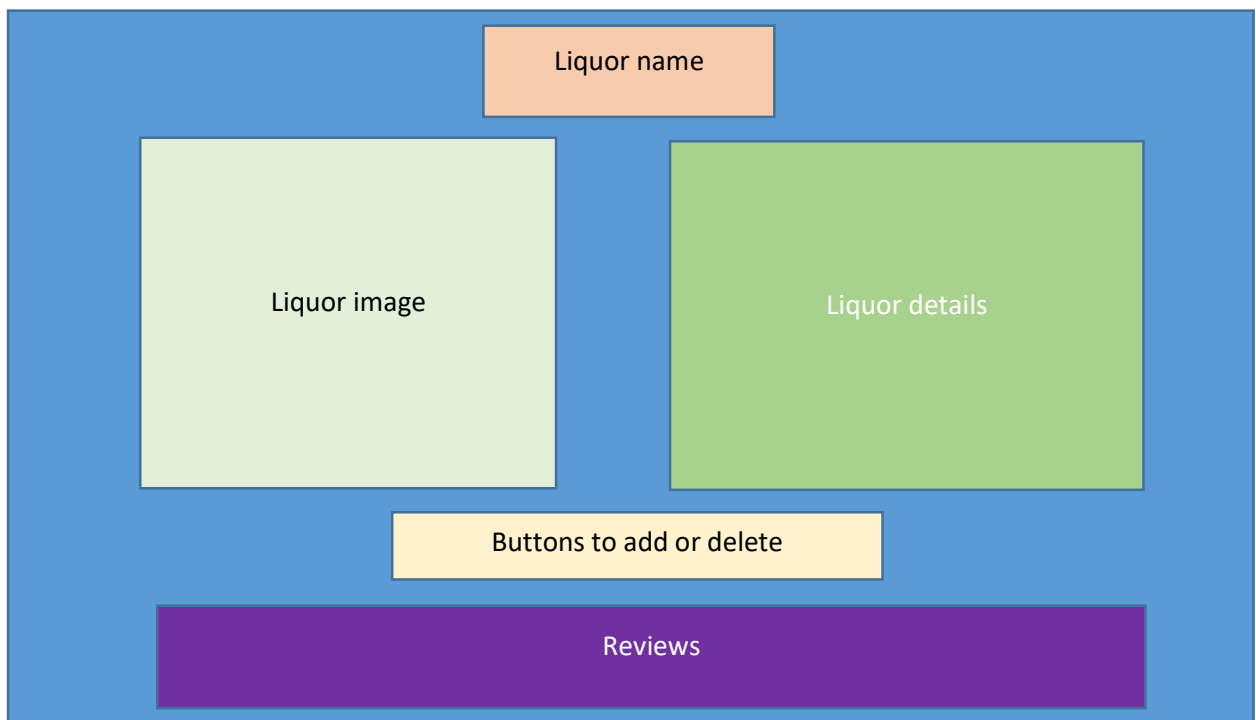 Liquor name
Liquor image
Liquor details
Buttons to add or delete
Reviews